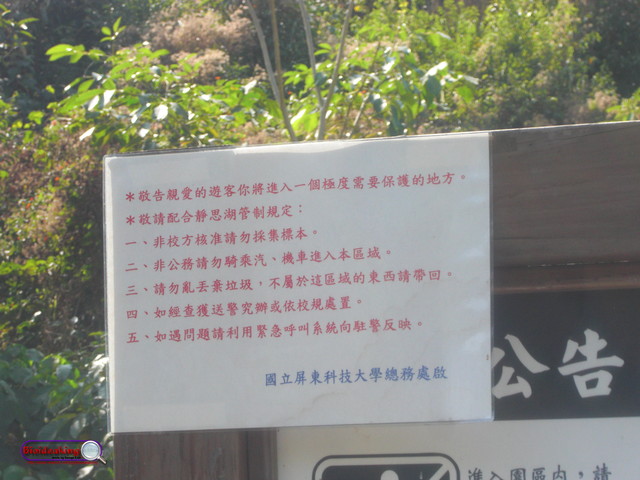 ＊敬告親愛的遊客你將進入一個極度需要保護的地方。
＊敬請配合靜思湖管制規定：
一、非校方核准請勿採集標本。
二、非公務請勿騎乘汽、機車進入本區域。
三、請勿亂丟棄垃圾，不屬於這區域的東西請帶回。
四、如經查獲送警究辦或依校規處置。
五、如遇問題請利用緊急呼叫系統向駐警反映。
國立屏東科技大學總務處啟
公告
進入園區內，請